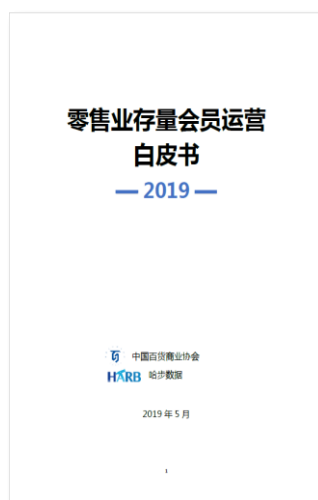 零售业存量会员运营
白皮书
— 2019 —
中国百货商业协会
HARB 哈步数据
2019 年 5 月
1